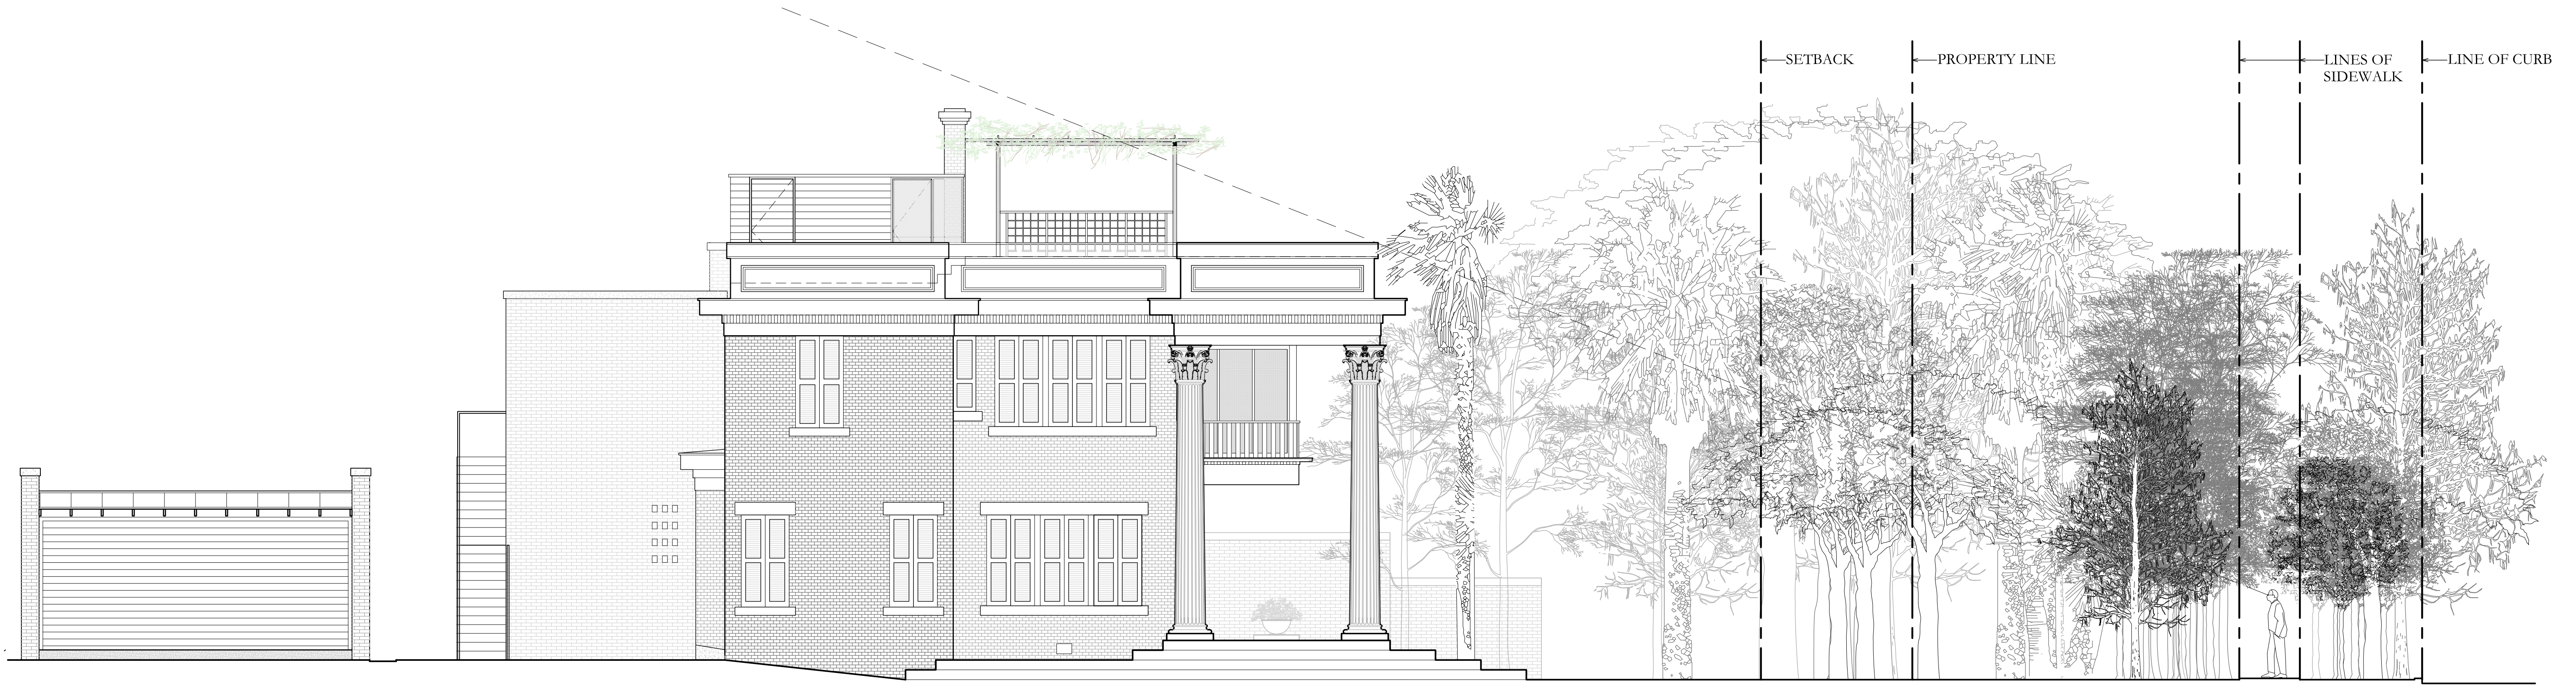 SETBACK
PROPERTY LINE
LINES OF
SIDEWALK
LINE OF CURB